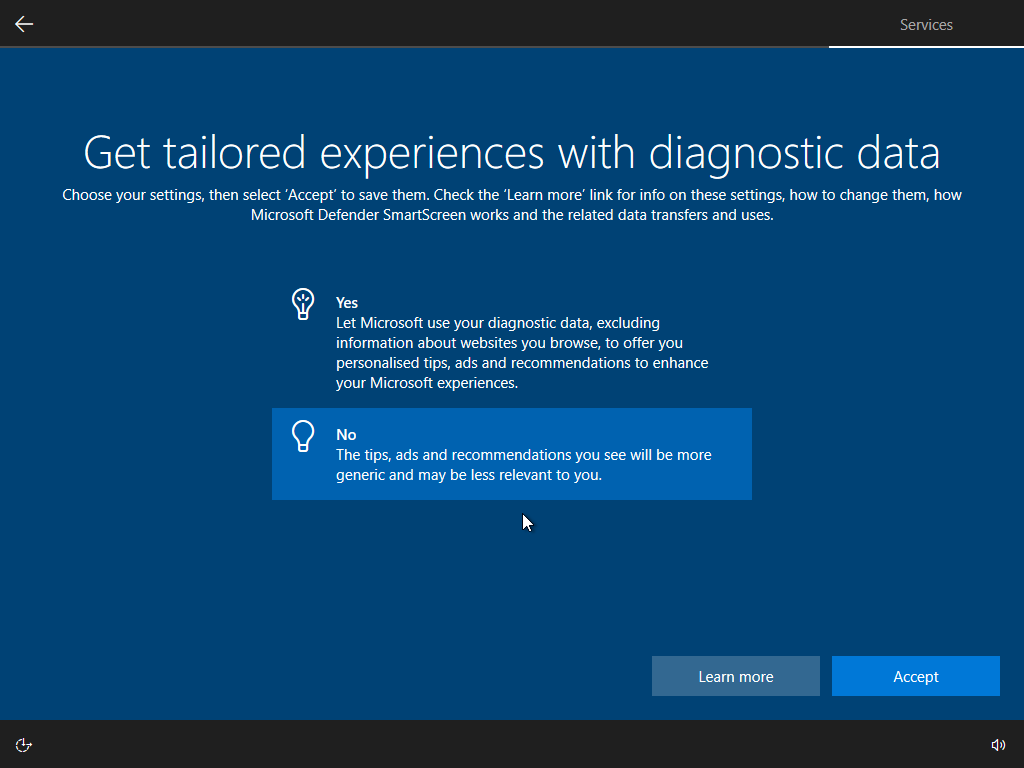 Services
Get tailored experiences with diagnostic data
Choose your settings, then select ‘Accept’ to save them. Check the ‘Learn more’ link for info on these settings, how to change them, how
Microsoft Defender SmartScreen works and the related data transfers and uses.
Yes
Let Microsoft use your diagnostic data, excluding
information about websites you browse, to offer you
personalised tips, ads and recommendations to enhance
your Microsoft experiences.
No
The tips, ads and recommendations you see will be more
generic and may be less relevant to you.
Learn more
Accept